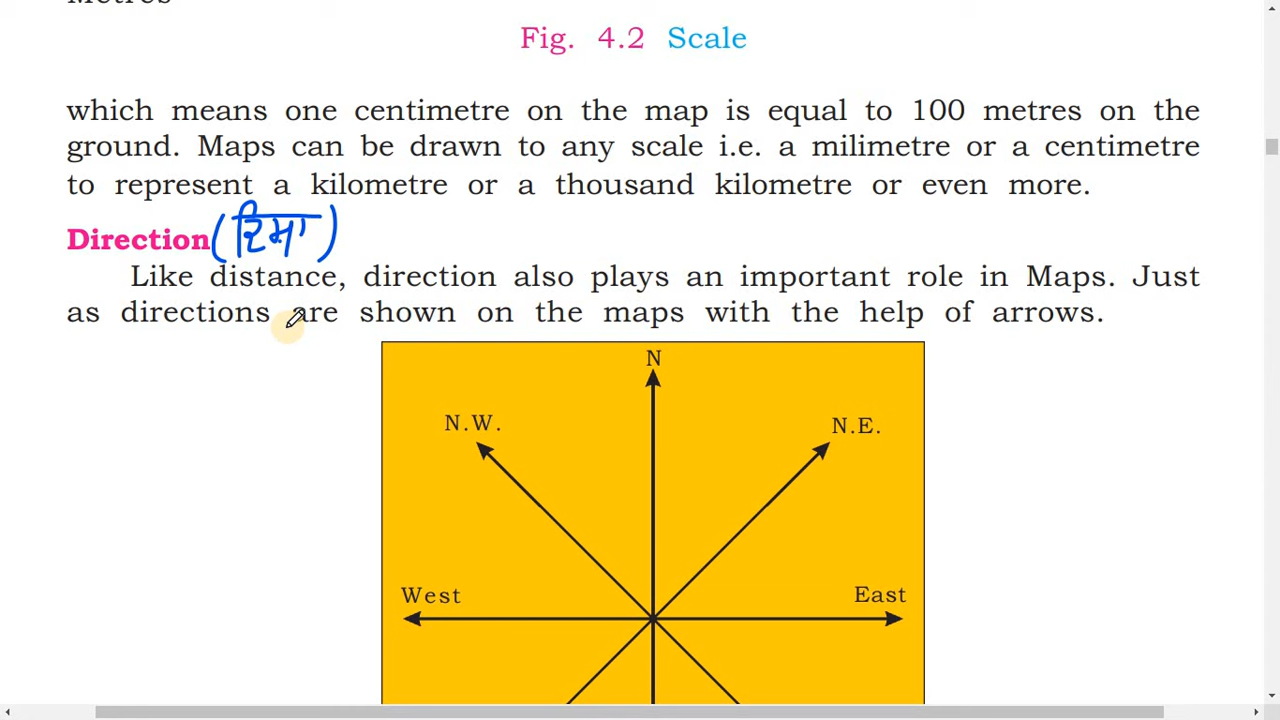 Metres
Fig. 4.2 Scale
which means one centimetre on the map is equal to 100 metres on the
ground. Maps can be drawn to any scale i.e. a milimetre or a centimetre
to represent a kilometre or a thousand kilometre or even more.
Direction (ਦਿਸ਼ਾ)
Like distance, direction also plays an important role in Maps. Just
as directions are shown on the maps with the help of arrows.
N
N.W. N.E.
West East